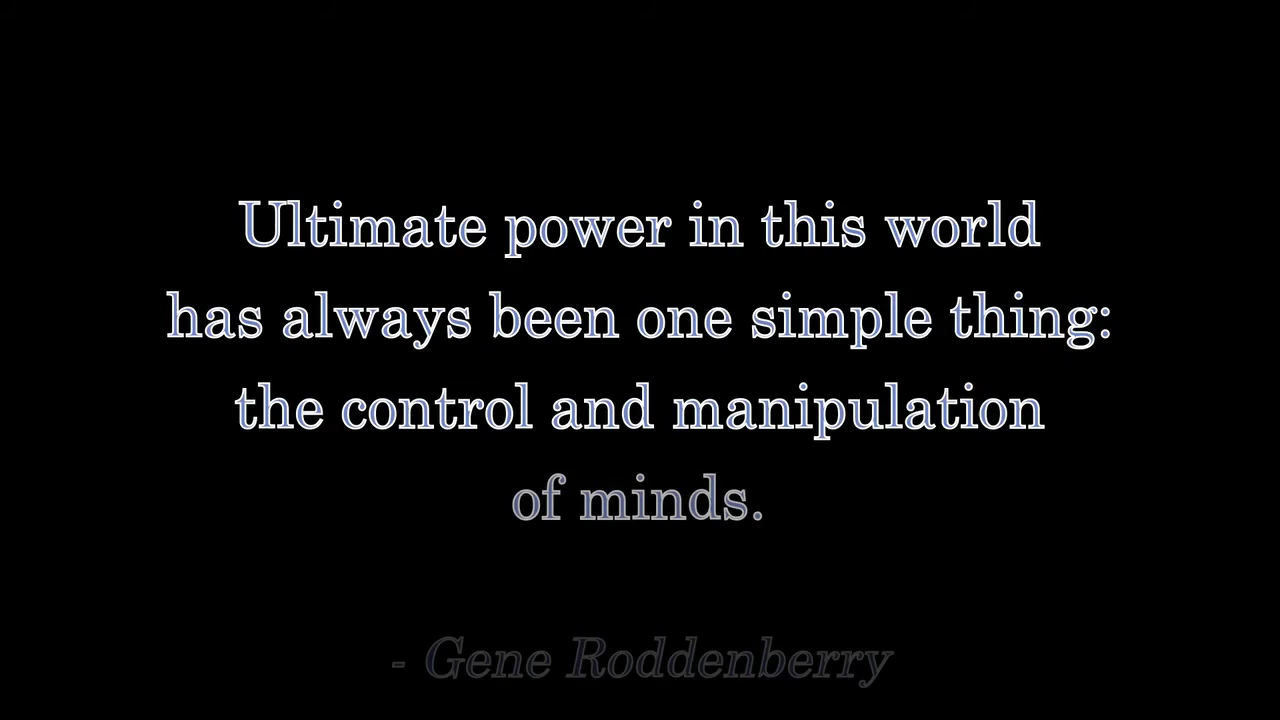 Ultimate power in this world
has always been one simple thing:
the control and manipulation
of minds.
- Gene Roddenberry